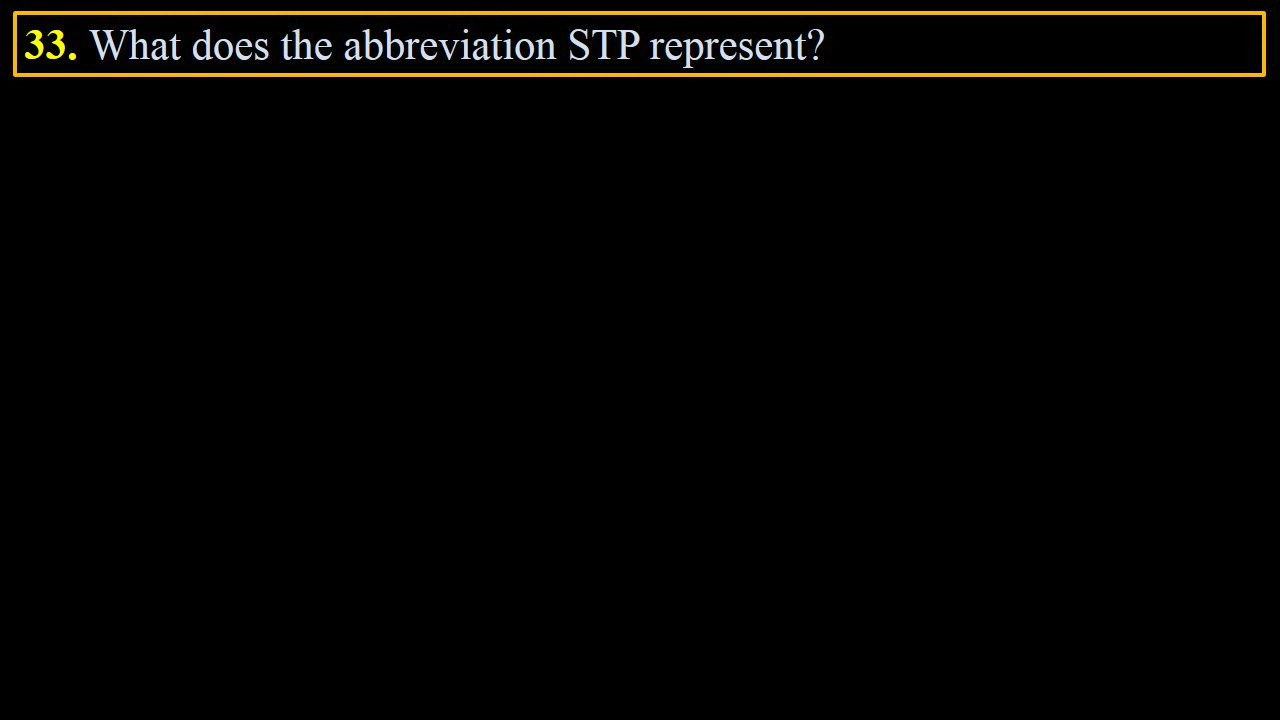 33. What does the abbreviation STP represent?